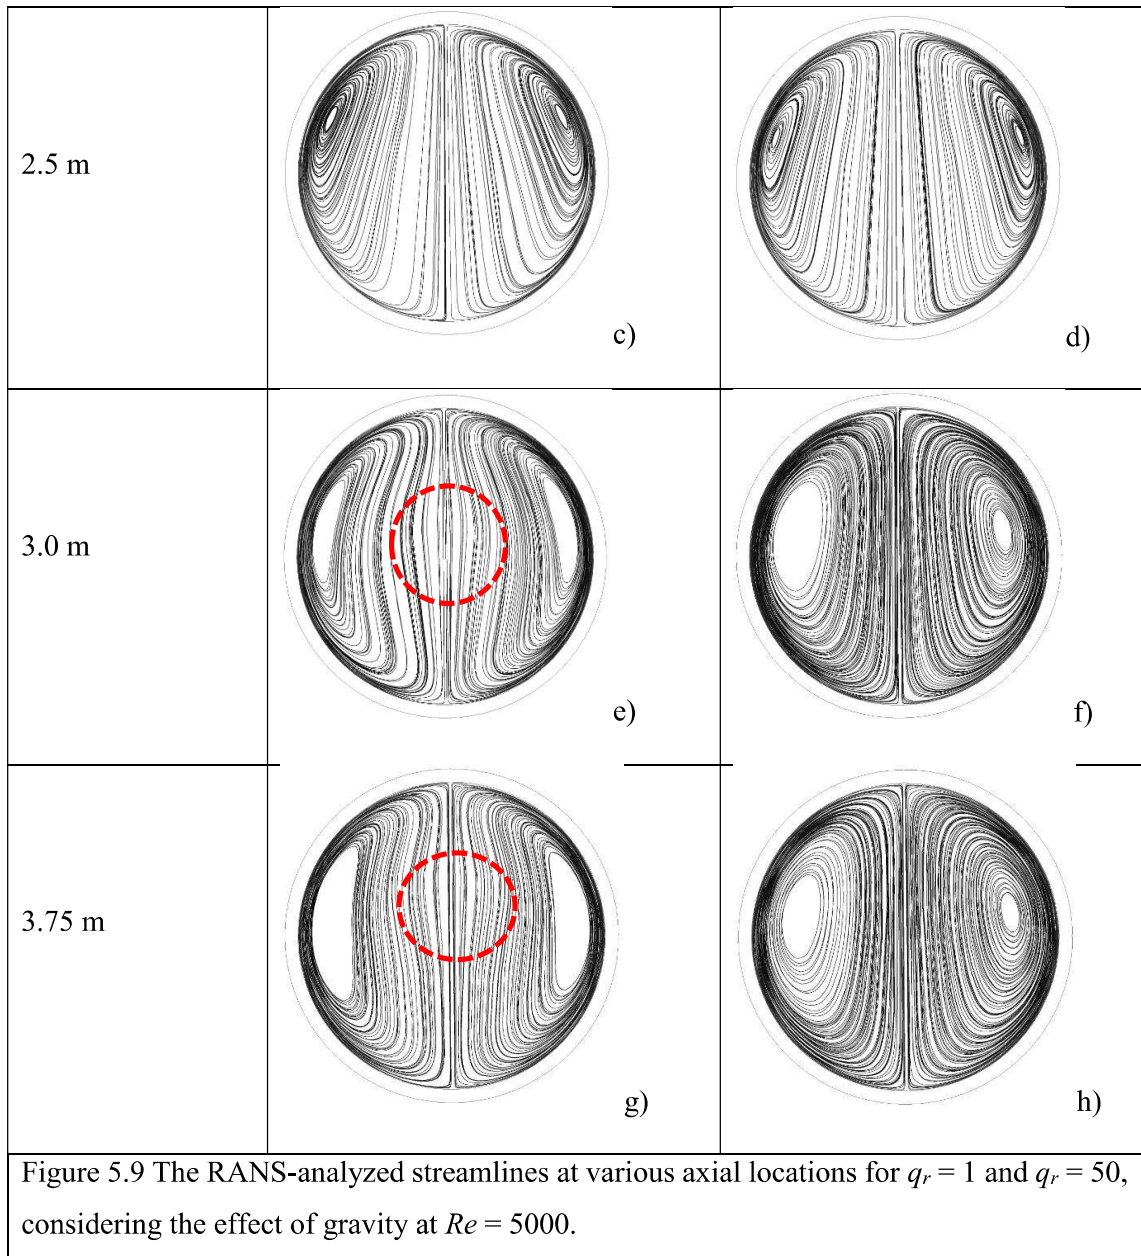 2.5 m
c)
d)
3.0 m
e)
f)
3.75 m
g)
h)
Figure 5.9 The RANS-analyzed streamlines at various axial locations for qr = 1 and qr = 50,
considering the effect of gravity at Re = 5000.